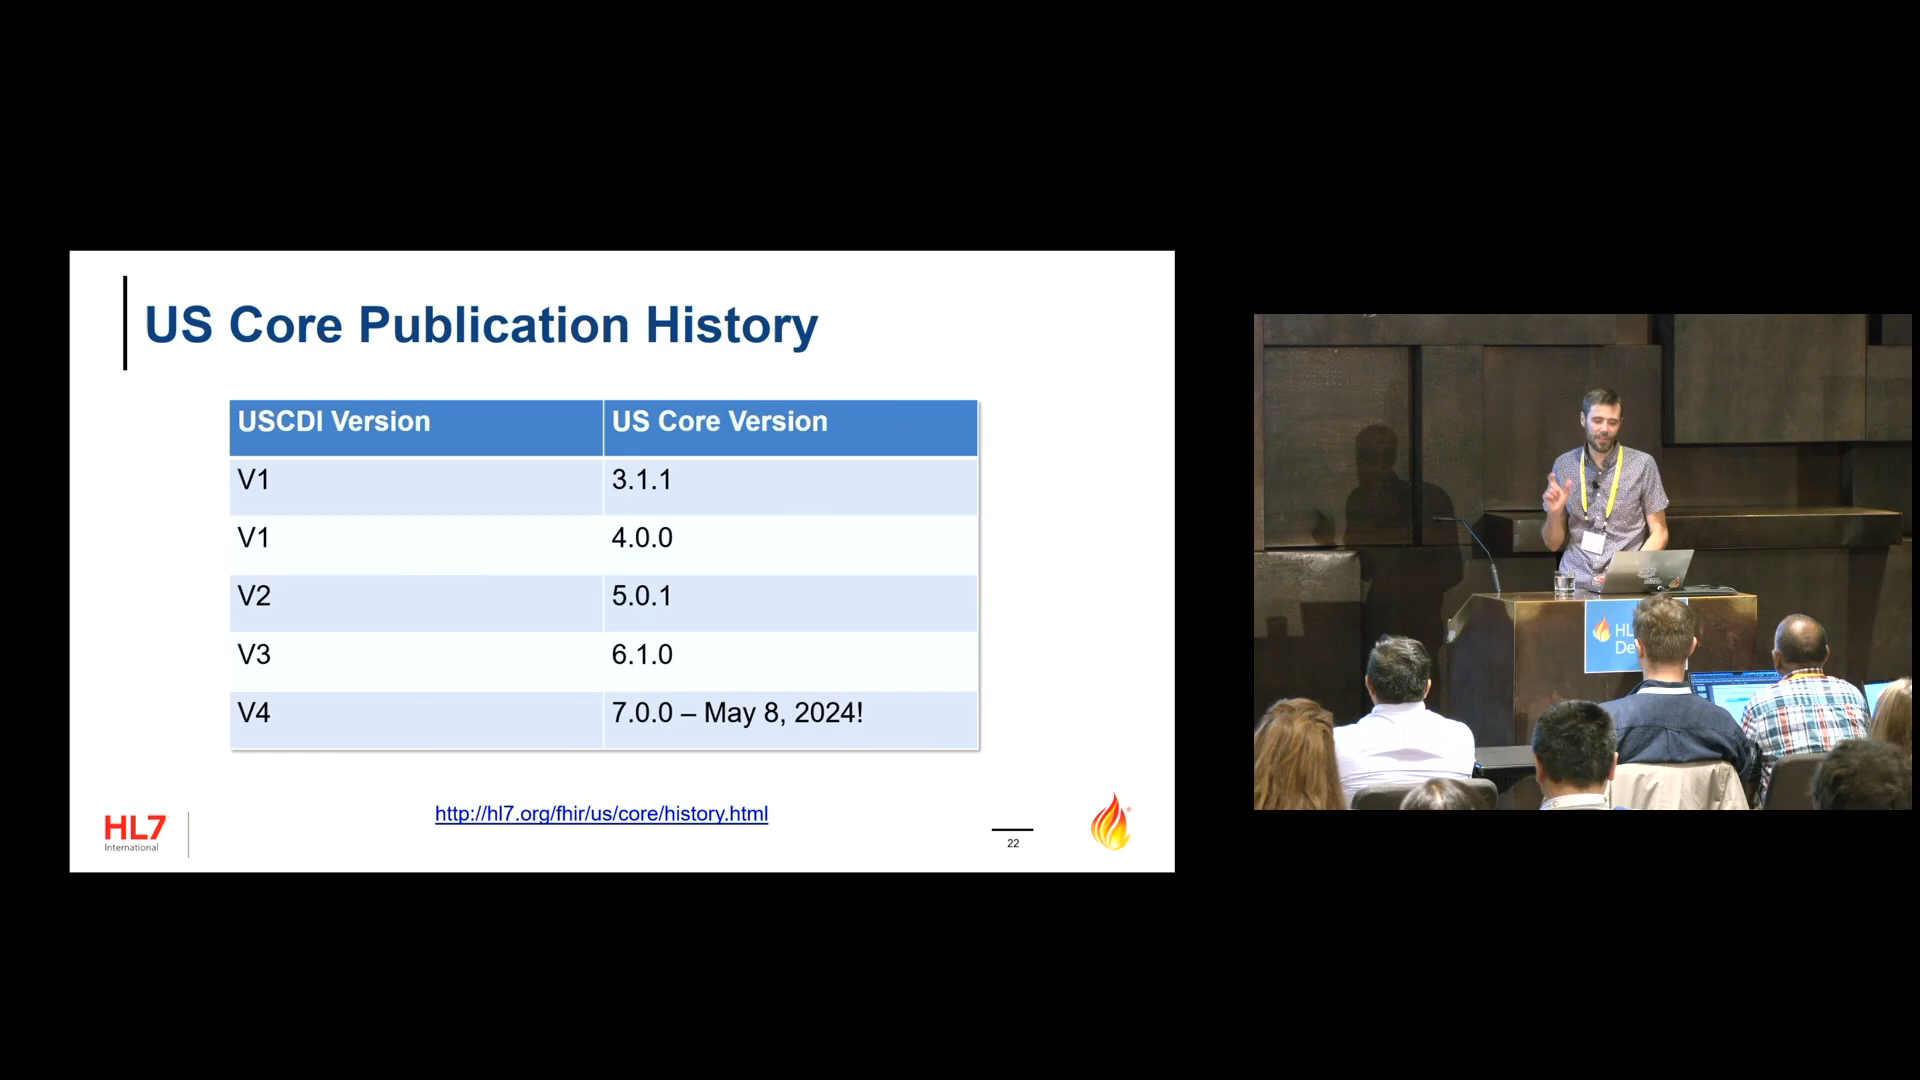 US Core Publication History
USCDI Version US Core Version
V1 3.1.1
V1 4.0.0
V2 5.0.1
V3 6.1.0
V4 7.0.0 – May 8, 2024!
http://hl7.org/fhir/us/core/history.html
HL7
International
22
HL
De